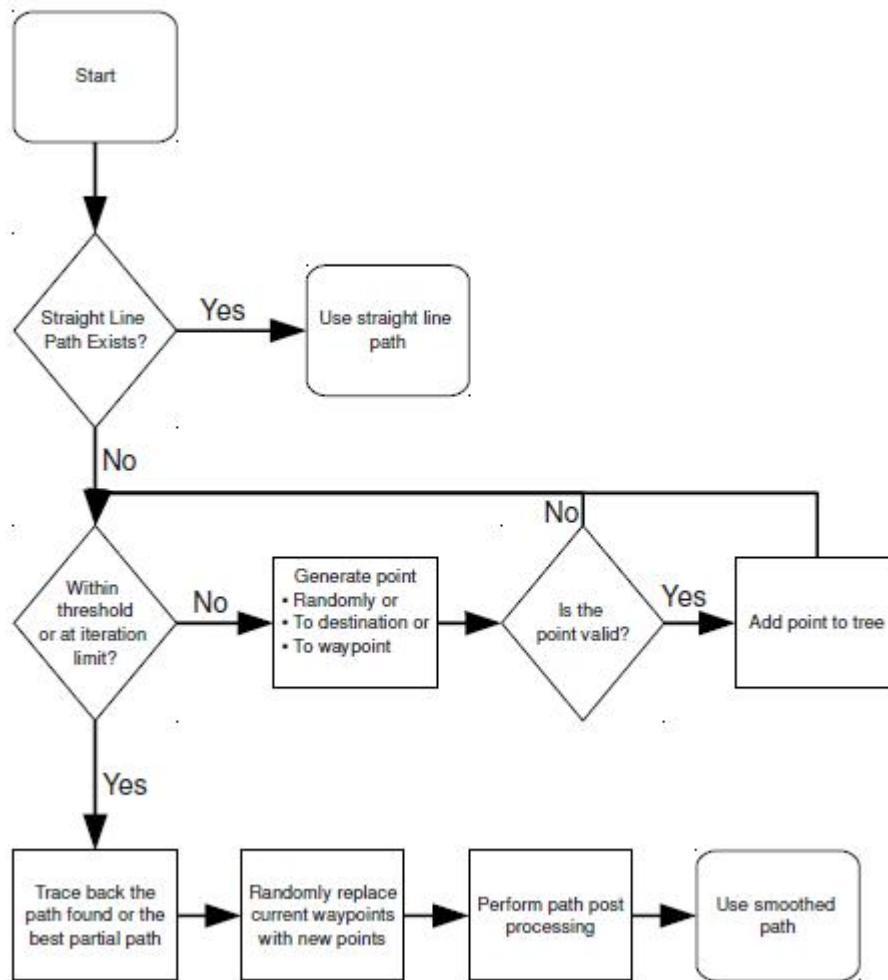 Start
Straight Line
Path Exists?
Yes
Use straight line
path
No
Within
threshold
or at iteration
limit?
No
Generate point
• Randomly or
• To destination or
• To waypoint
Is the
point valid?
No
Yes
Add point to tree
Yes
Trace back the
path found or the
best partial path
Randomly replace
current waypoints
with new points
Perform path post
processing
Use smoothed
path